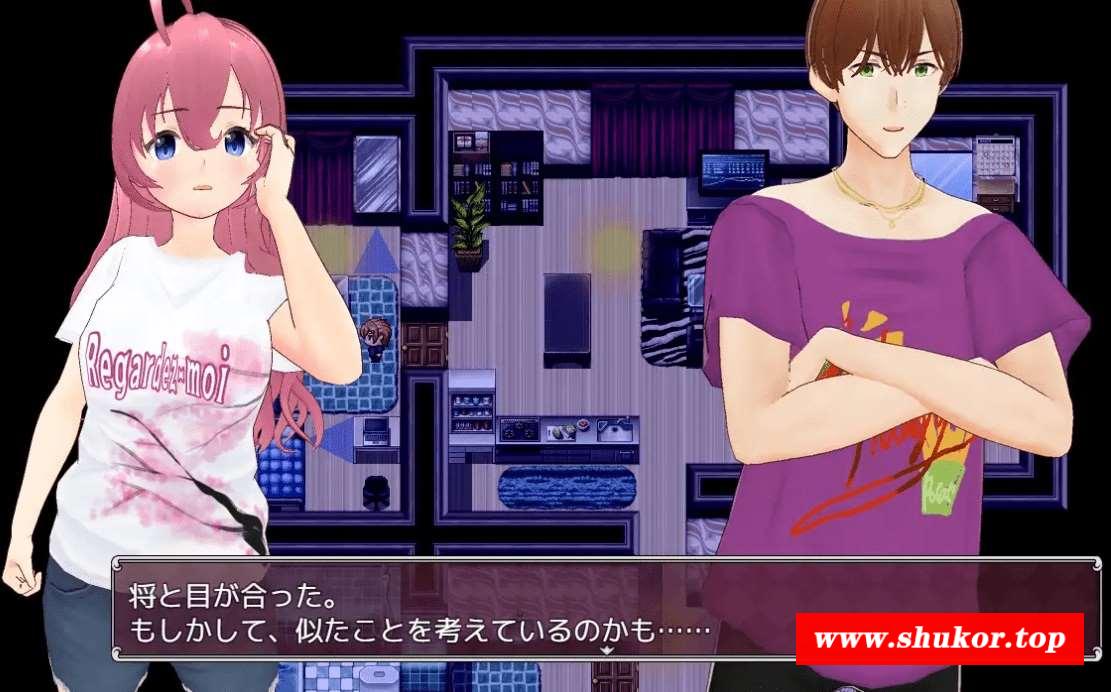 Regardez-moi
将と目が合った。
もしかして、似たことを考えているのかも……
www.shukor.top